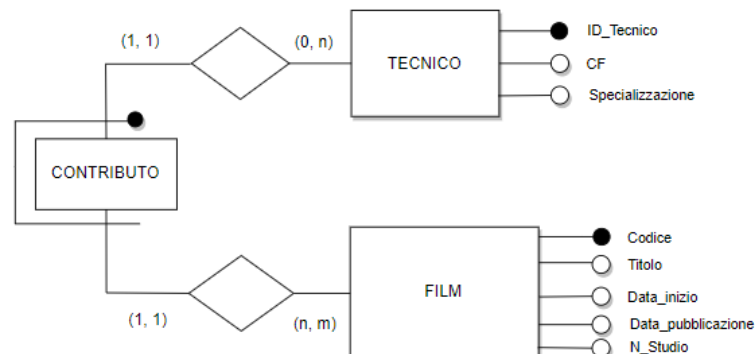 (1, 1)
(0, n)
TECNICO
ID_Tecnico
CF
Specializzazione
CONTRIBUTO
(1, 1)
(n, m)
FILM
Codice
Titolo
Data_inizio
Data_pubblicazione
N_Studio